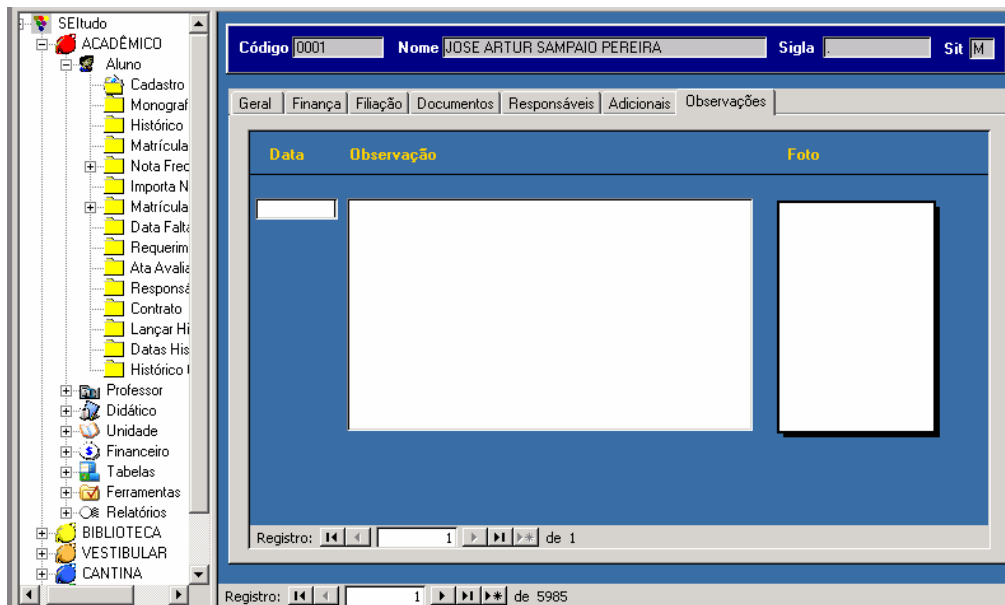 SEItudo
ACADÊMICO
Aluno
Cadastro
Monograf
Histórico
Matrícula
Nota Freq
Importa N
Matrícula
Data Falta
Requerim
Ata Avalia
Responsá
Contrato
Lançar Hi
Datas His
Histórico
Professor
Didático
Unidade
Financeiro
Tabelas
Ferramentas
Relatórios
BIBLIOTECA
VESTIBULAR
CANTINA
Código 0001 Nome JOSE ARTUR SAMPAIO PEREIRA Sigla . Sit M
Geral Finança Filiação Documentos Responsáveis Adicionais Observações
Data Observação Foto
Registro: 1 de 1
Registro: 1 de 5985